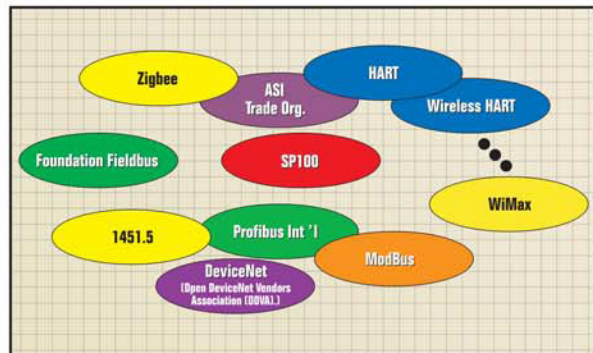 Zigbee
ASI
Trade Org.
HART
Wireless HART
Foundation Fieldbus
SP100
WiMax
1451.5
Profibus Int 'l
ModBus
DeviceNet
(Open DeviceNet Vendors
Association (ODVA).)